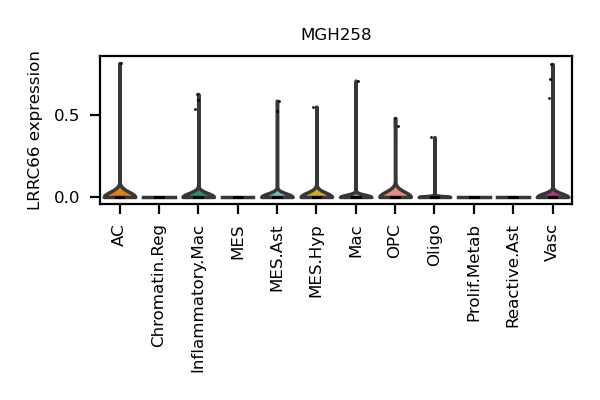 MGH258
LRRC66 expression
0.5
0.0
AC
Chromatin.Reg
Inflammatory.Mac
MES
MES.Ast
MES.Hyp
Mac
OPC
Oligo
Prolif.Metab
Reactive.Ast
Vasc